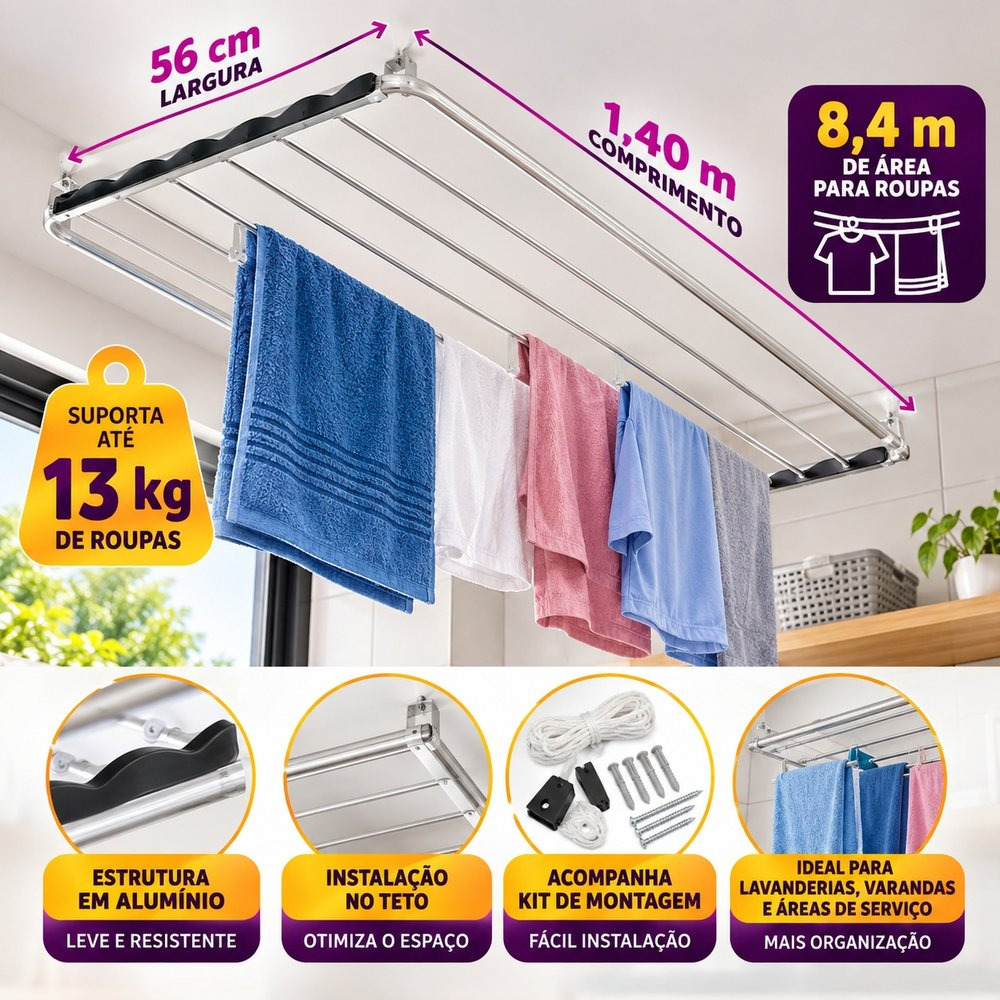 56 cm
LARGURA
1,40 m
COMPRIMENTO
8,4 m
DE ÁREA
PARA ROUPAS
SUPORTA
ATÉ
13 kg
DE ROUPAS
ESTRUTURA
EM ALUMÍNIO
LEVE E RESISTENTE
INSTALAÇÃO
NO TETO
OTIMIZA O ESPAÇO
ACOMPANHA
KIT DE MONTAGEM
FÁCIL INSTALAÇÃO
IDEAL PARA
LAVANDERIAS, VARANDAS
E ÁREAS DE SERVIÇO
MAIS ORGANIZAÇÃO